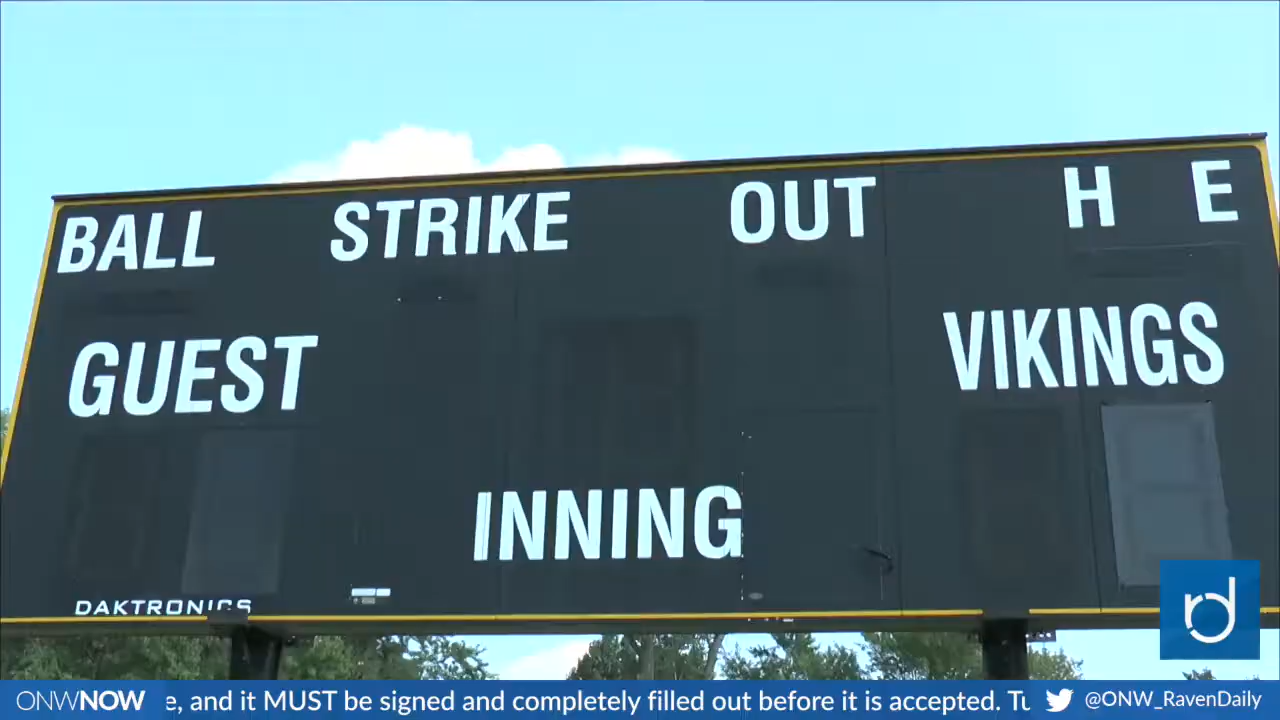 BALL STRIKE OUT H E
GUEST VIKINGS
INNING
DAKTRONICS
rd
ONWNOW e, and it MUST be signed and completely filled out before it is accepted. Tu @ONW_RavenDaily